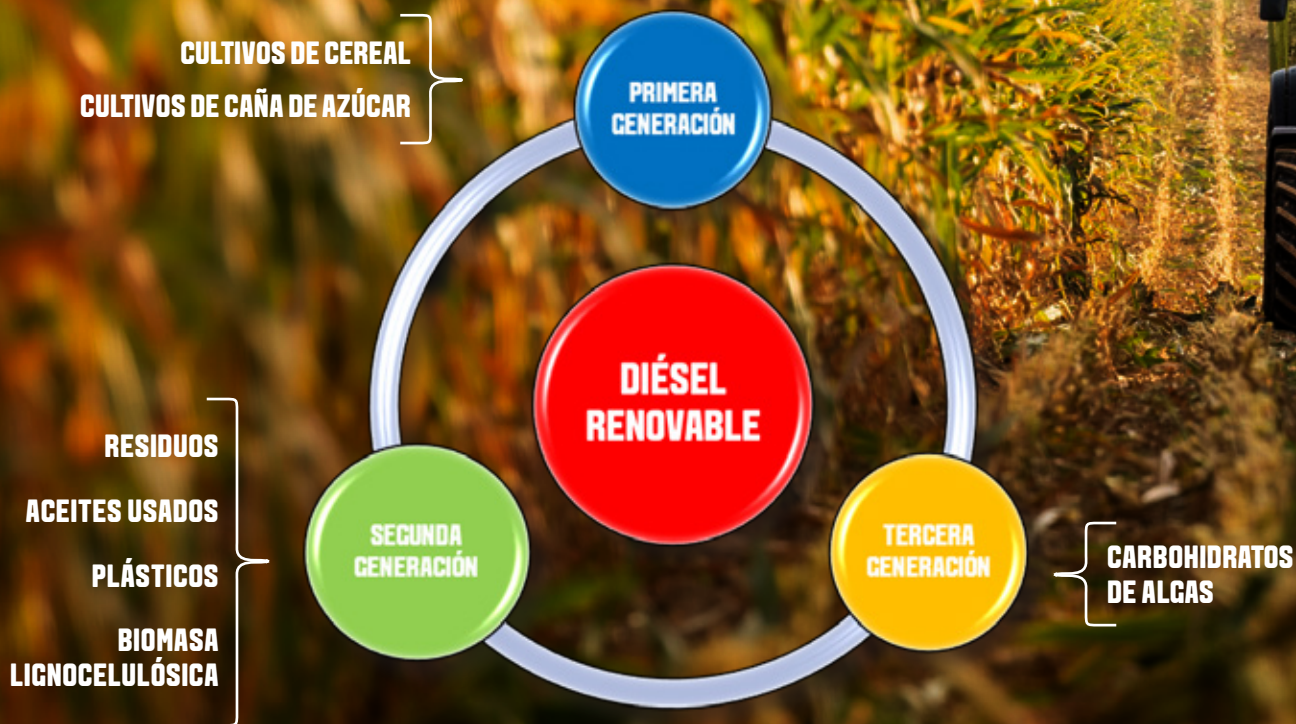 CULTIVOS DE CEREAL
CULTIVOS DE CAÑA DE AZÚCAR
PRIMERA
GENERACIÓN
DIÉSEL
RENOVABLE
RESIDUOS
ACEITES USADOS
PLÁSTICOS
BIOMASA
LIGNOCELULÓSICA
SEGUNDA
GENERACIÓN
TERCERA
GENERACIÓN
CARBOHIDRATOS
DE ALGAS